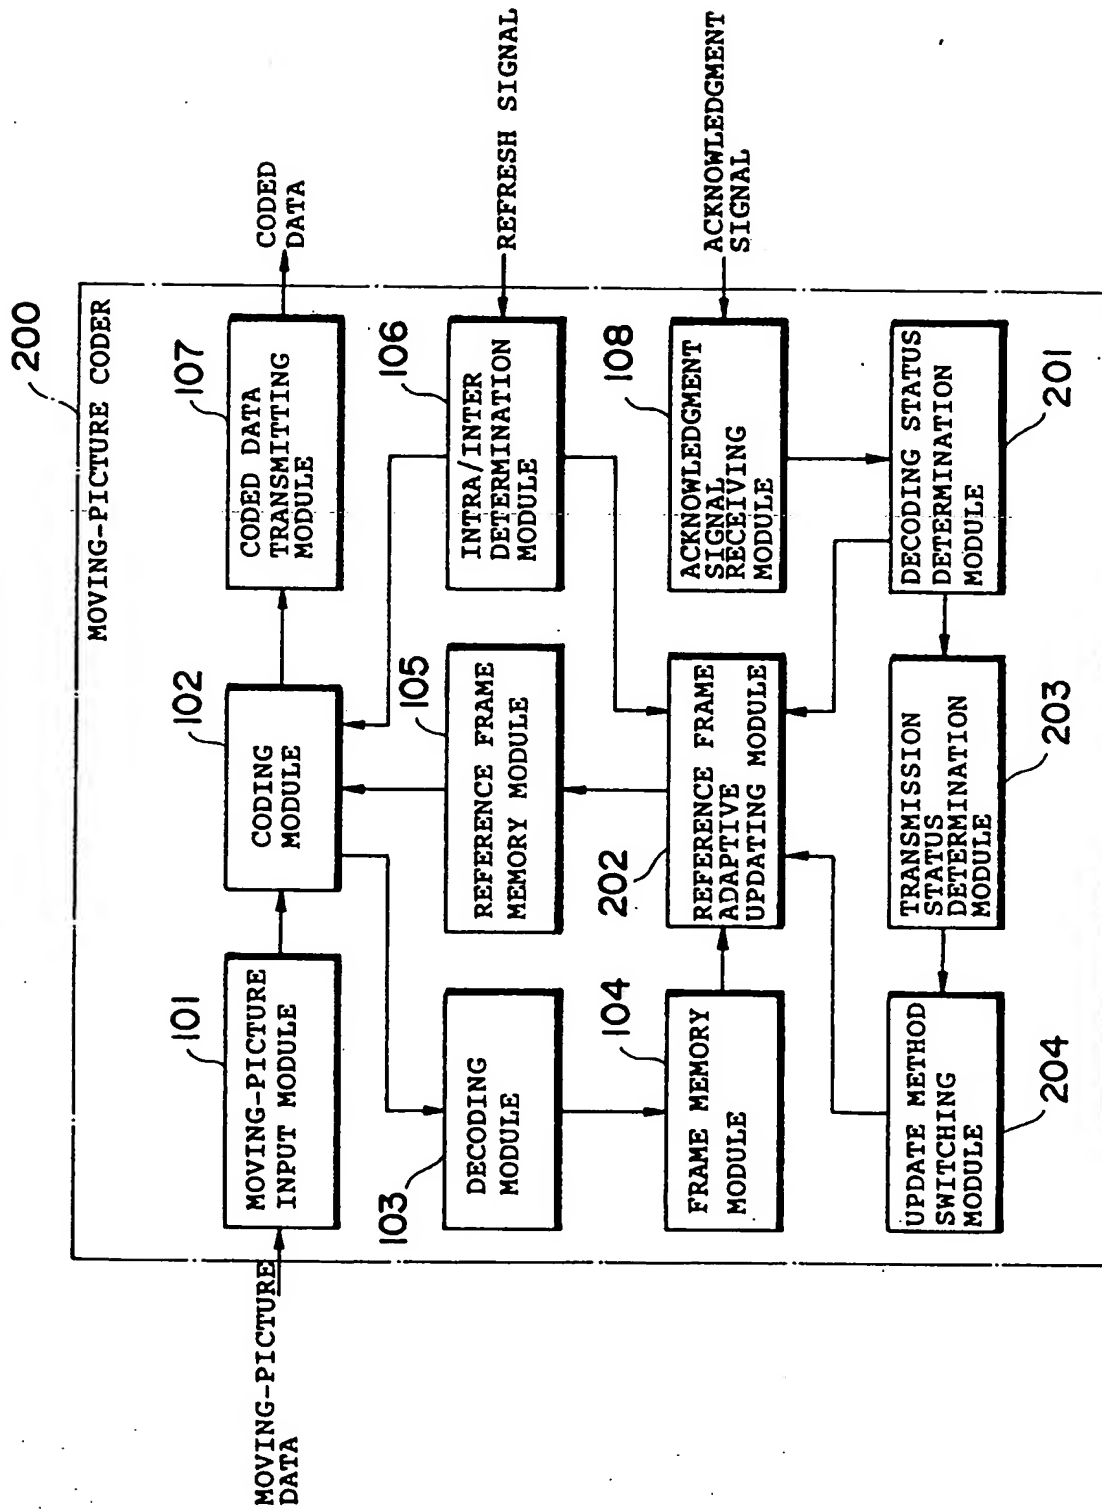 200
MOVING-PICTURE CODER
MOVING-PICTURE
DATA
101
MOVING-PICTURE
INPUT MODULE
102
CODING
MODULE
107
CODED DATA
TRANSMITTING
MODULE
CODED
DATA
103
DECODING
MODULE
105
REFERENCE FRAME
MEMORY MODULE
106
INTRA/INTER
DETERMINATION
MODULE
REFRESH SIGNAL
104
FRAME MEMORY
MODULE
202
REFERENCE FRAME
ADAPTIVE
UPDATING MODULE
108
ACKNOWLEDGMENT
SIGNAL
RECEIVING
MODULE
ACKNOWLEDGMENT
SIGNAL
204
UPDATE METHOD
SWITCHING
MODULE
203
TRANSMISSION
STATUS
DETERMINATION
MODULE
201
DECODING STATUS
DETERMINATION
MODULE